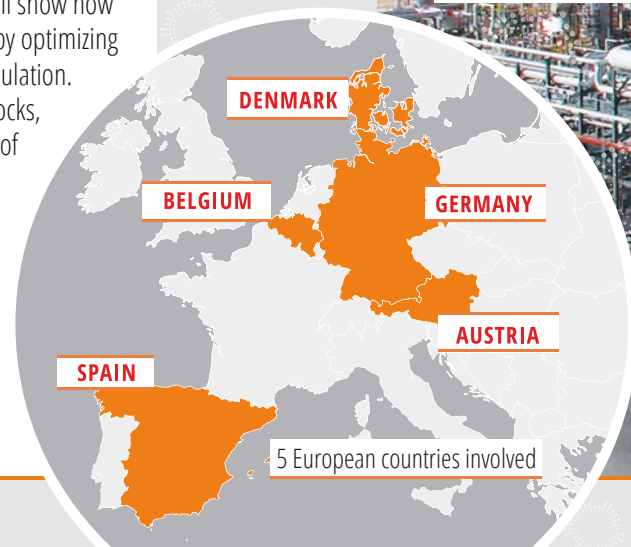 ll show how
by optimizing
ulation.
ocks,
of
DENMARK
BELGIUM
GERMANY
AUSTRIA
SPAIN
5 European countries involved